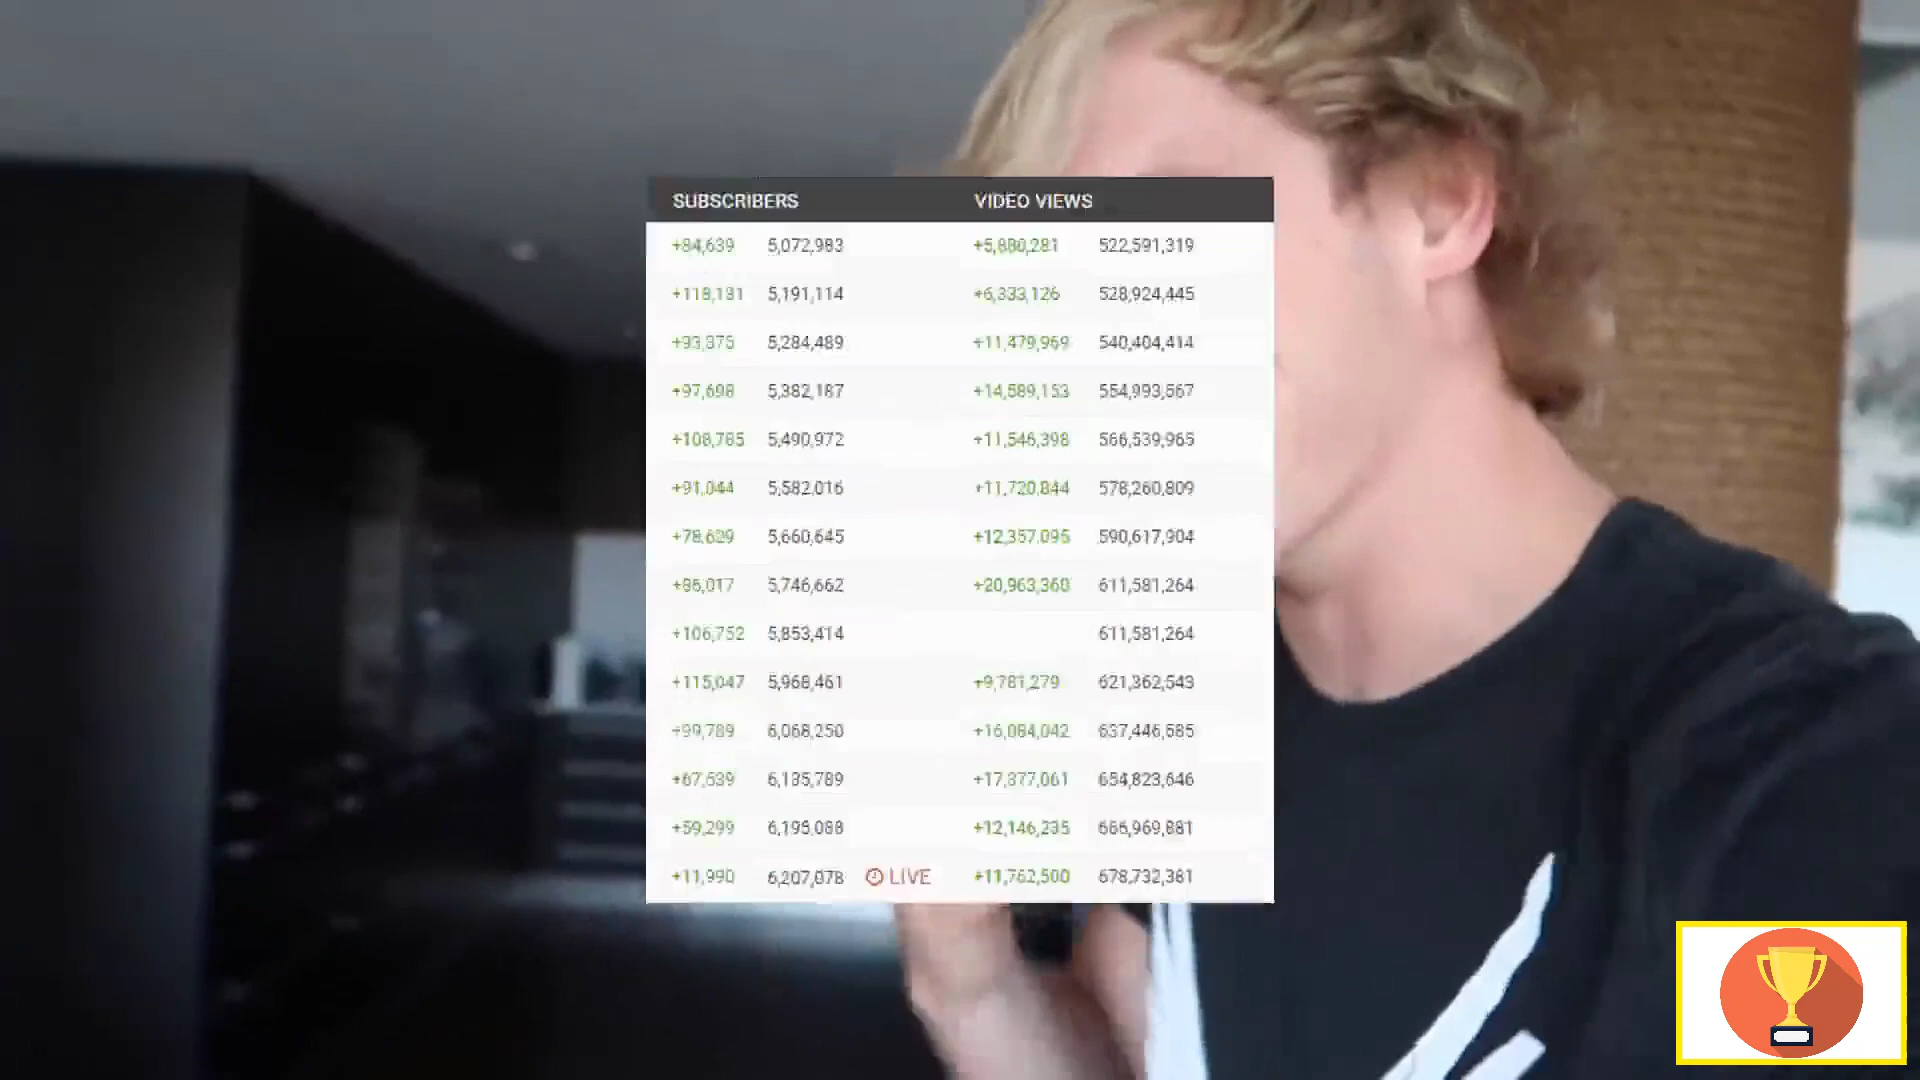 SUBSCRIBERS VIDEO VIEWS
+84,639 5,072,983 +5,880,281 522,591,319
+118,131 5,191,114 +6,333,126 528,924,445
+93,375 5,284,489 +11,479,969 540,404,414
+97,698 5,382,187 +14,589,153 554,993,567
+108,785 5,490,972 +11,546,398 566,539,965
+91,044 5,582,016 +11,720,844 578,260,809
+78,629 5,660,645 +12,357,095 590,617,904
+86,017 5,746,662 +20,963,360 611,581,264
+106,752 5,853,414 611,581,264
+115,047 5,968,461 +9,781,279 621,362,543
+99,789 6,068,250 +16,084,042 637,446,585
+67,539 6,135,789 +17,377,061 654,823,646
+59,299 6,195,088 +12,146,235 666,969,881
+11,990 6,207,078 LIVE +11,762,500 678,732,381